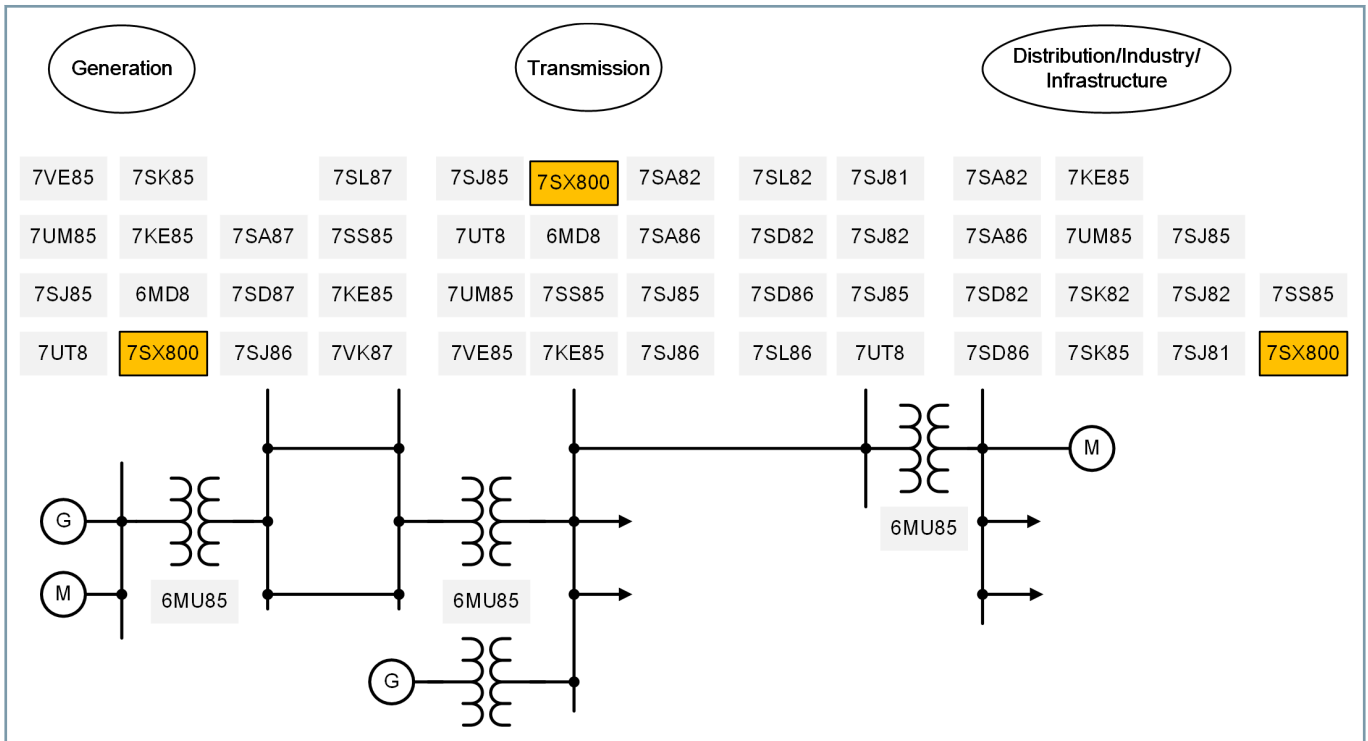 Generation
Transmission
Distribution/Industry/
Infrastructure
7VE85 7SK85 7SL87 7SJ85 7SX800 7SA82 7SL82 7SJ81 7SA82 7KE85
7UM85 7KE85 7SA87 7SS85 7UT8 6MD8 7SA86 7SD82 7SJ82 7SA86 7UM85 7SJ85
7SJ85 6MD8 7SD87 7KE85 7UM85 7SS85 7SJ85 7SD86 7SJ85 7SD82 7SK82 7SJ82 7SS85
7UT8 7SX800 7SJ86 7VK87 7VE85 7KE85 7SJ86 7SL86 7UT8 7SD86 7SK85 7SJ81 7SX800
M
G
6MU85
M
6MU85
6MU85
G